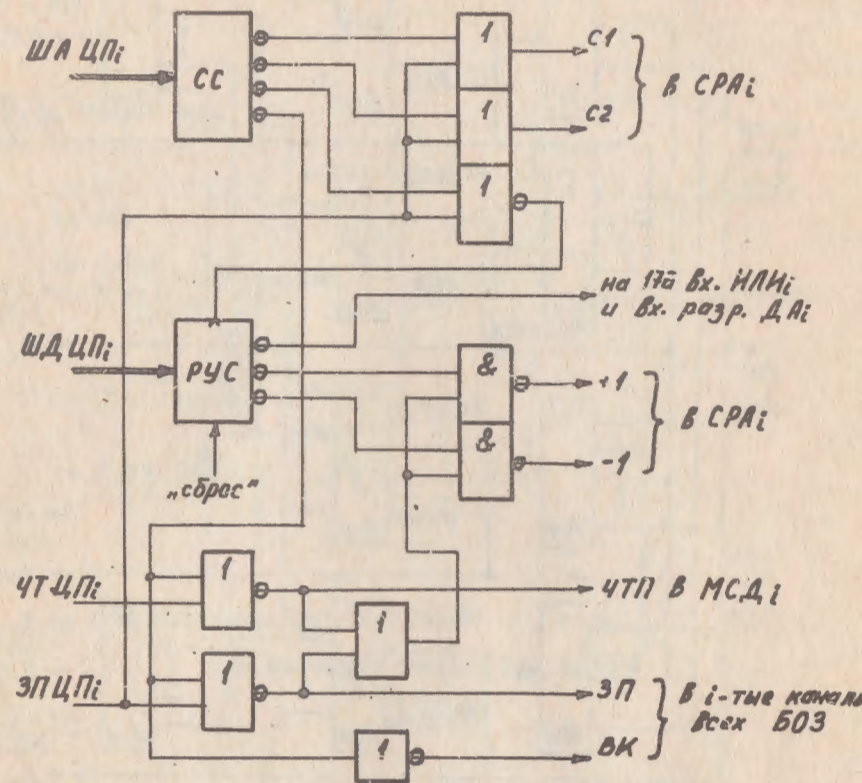 ША ЦПi
СС
1
С1
1
С2
В СРАi
1
на 17й вх. ИЛИi
и вх. разр. ДАi
ШД ЦПi
РУС
&
+1
&
-1
В СРАi
„сброс"
ЧТ ЦПi
1
ЧТП В МСДi
1
ЗП ЦПi
1
ЗП
В i-тые каналы
всех БОЗ
1
ВК